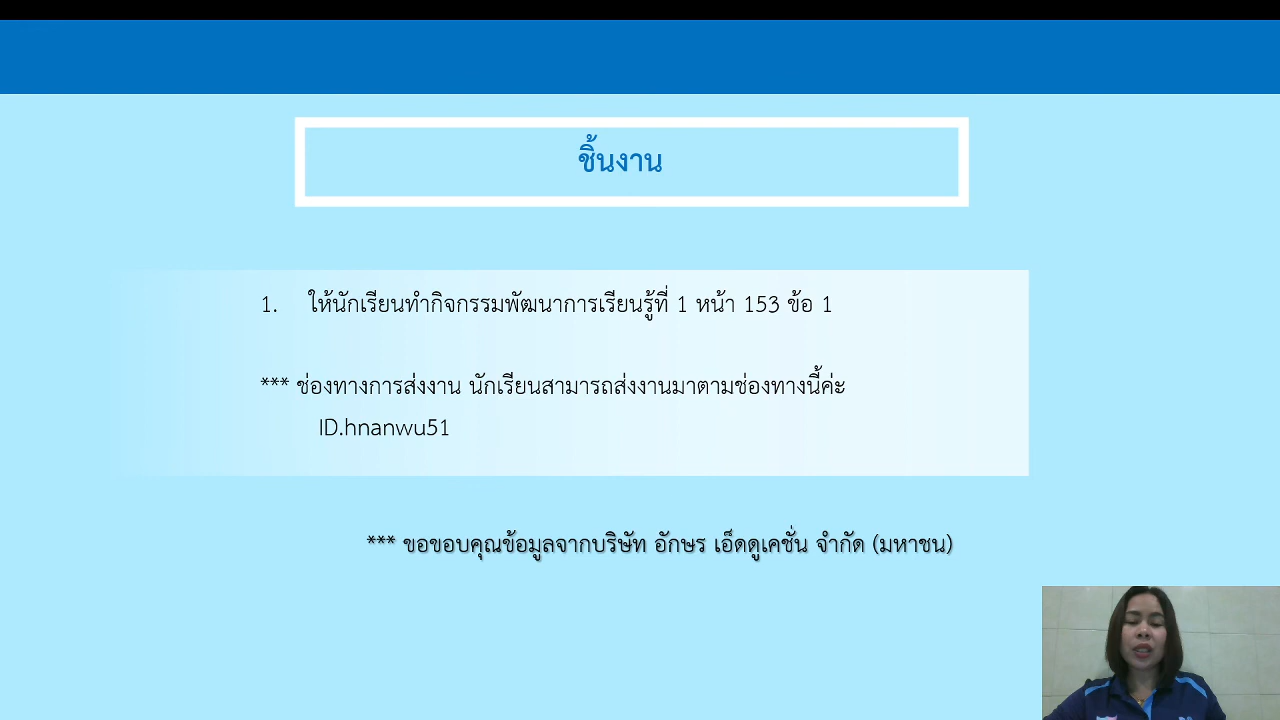 ชิ้นงาน
1. ให้นักเรียนทำกิจกรรมพัฒนาการเรียนรู้ที่ 1 หน้า 153 ข้อ 1
*** ช่องทางการส่งงาน นักเรียนสามารถส่งงานมาตามช่องทางนี้ค่ะ
ID.hnanwu51
*** ขอขอบคุณข้อมูลจากบริษัท อักษร เอ็ดดูเคชั่น จำกัด (มหาชน)